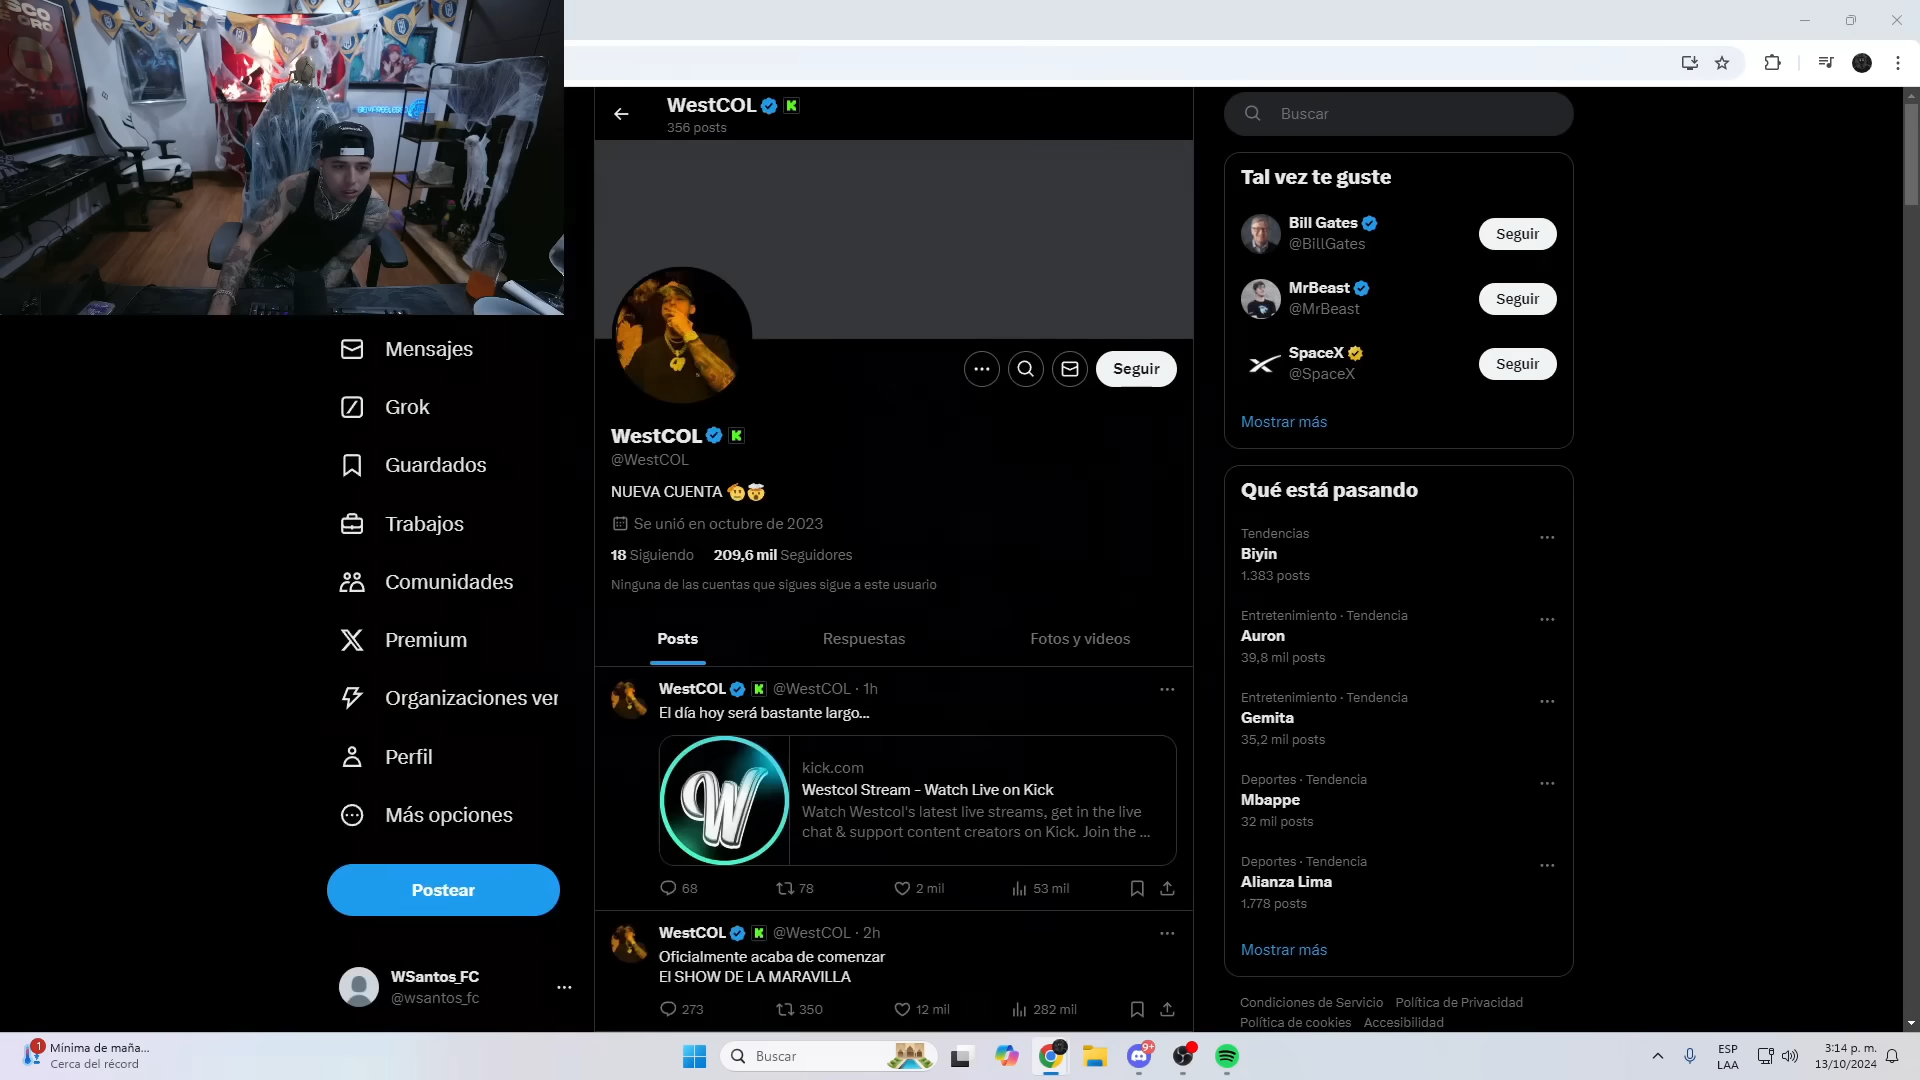 WestCOL
356 posts
Buscar
Tal vez te guste
Bill Gates
@BillGates
Seguir
MrBeast
@MrBeast
Seguir
SpaceX
@SpaceX
Seguir
Mostrar más
Mensajes
Grok
Guardados
Trabajos
Comunidades
Premium
Organizaciones ver
Perfil
Más opciones
Postear
WSantos_FC
@wsantos_fc
Seguir
WestCOL
@WestCOL
NUEVA CUENTA
Se unió en octubre de 2023
18 Siguiendo 209,6 mil Seguidores
Ninguna de las cuentas que sigues sigue a este usuario
Posts Respuestas Fotos y videos
WestCOL @WestCOL · 1h
El día hoy será bastante largo...
kick.com
Westcol Stream - Watch Live on Kick
Watch Westcol's latest live streams, get in the live
chat & support content creators on Kick. Join the ...
68 78 2 mil 53 mil
WestCOL @WestCOL · 2h
Oficialmente acaba de comenzar
El SHOW DE LA MARAVILLA
273 350 12 mil 282 mil
Qué está pasando
Tendencias
Biyin
1.383 posts
Entretenimiento · Tendencia
Auron
39,8 mil posts
Entretenimiento · Tendencia
Gemita
35,2 mil posts
Deportes · Tendencia
Mbappe
32 mil posts
Deportes · Tendencia
Alianza Lima
1.778 posts
Mostrar más
Condiciones de Servicio Política de Privacidad
Política de cookies Accesibilidad
1
Mínima de maña...
Cerca del récord
Buscar
9+
ESP
LAA
3:14 p. m.
13/10/2024